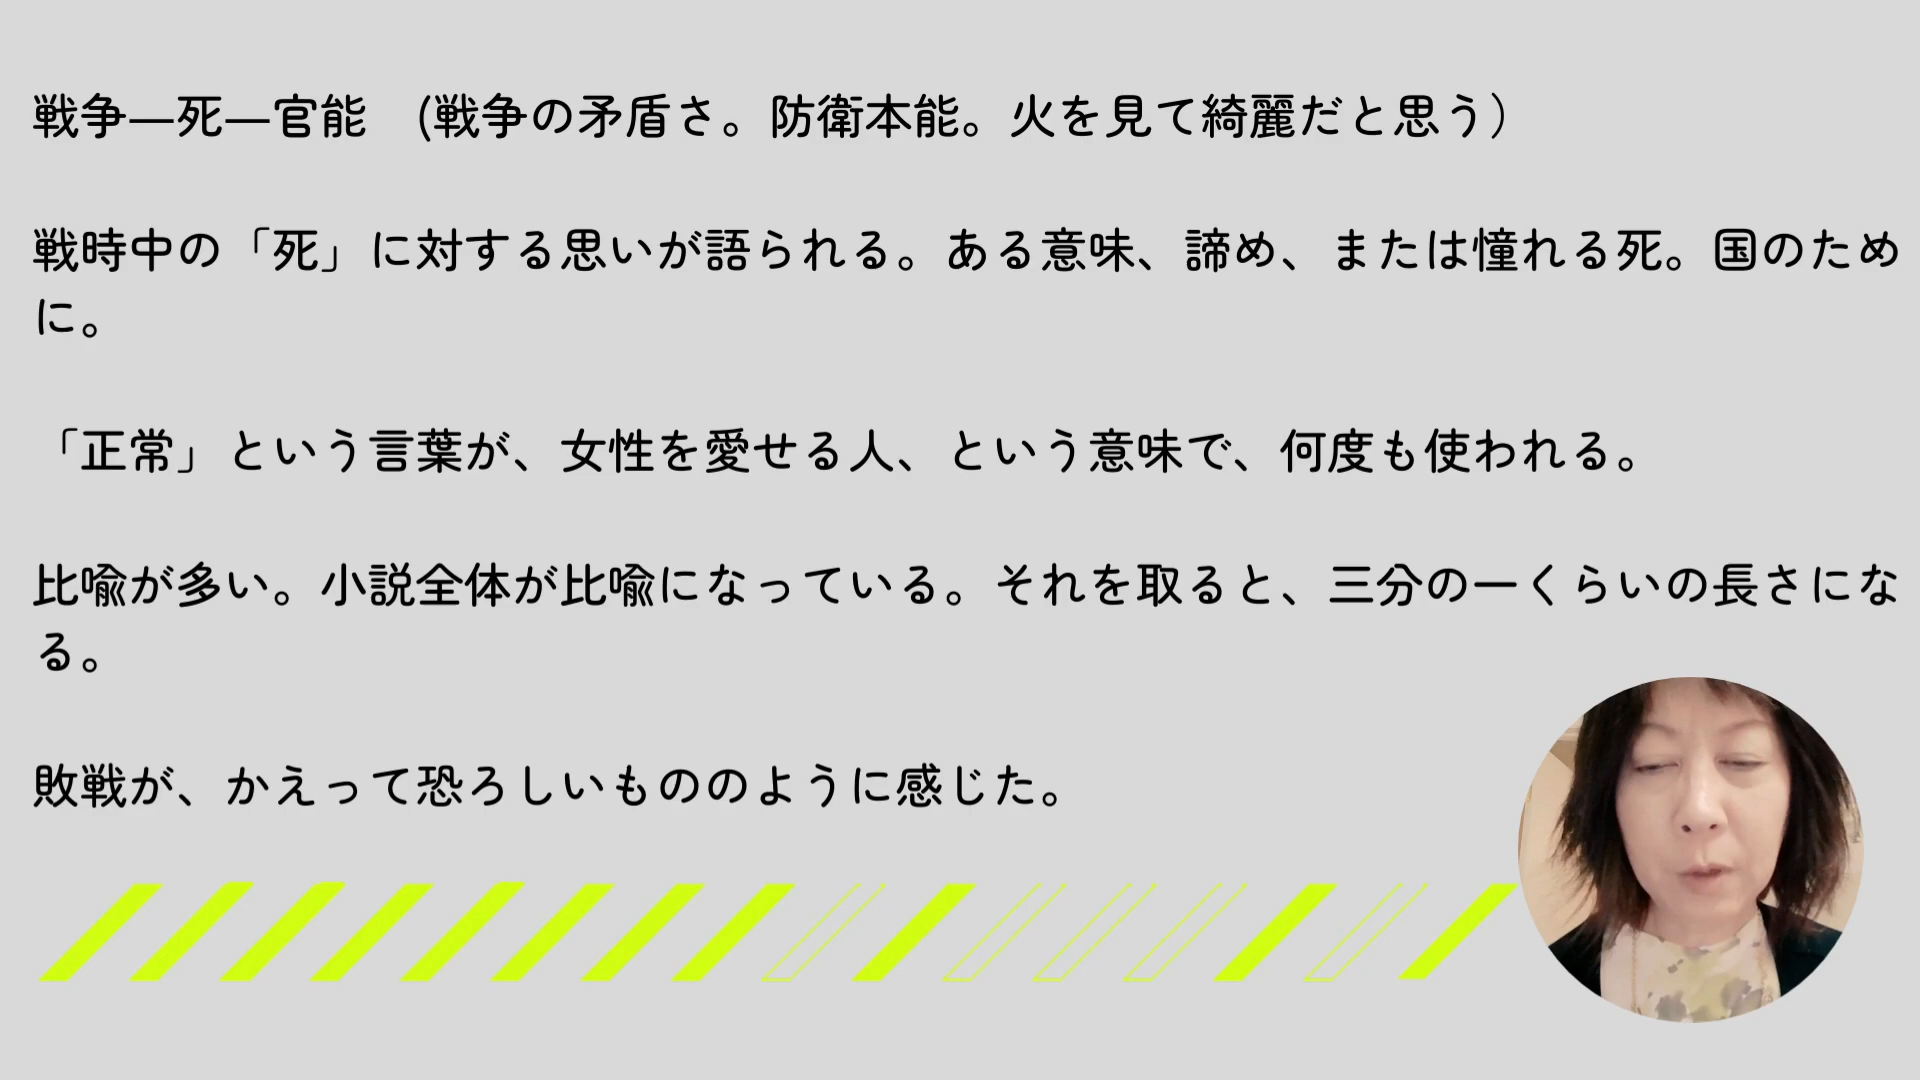 戦争—死—官能　(戦争の矛盾さ。防衛本能。火を見て綺麗だと思う）
戦時中の「死」に対する思いが語られる。ある意味、諦め、または憧れる死。国のため
に。
「正常」という言葉が、女性を愛せる人、という意味で、何度も使われる。
比喩が多い。小説全体が比喩になっている。それを取ると、三分の一くらいの長さにな
る。
敗戦が、かえって恐ろしいもののように感じた。